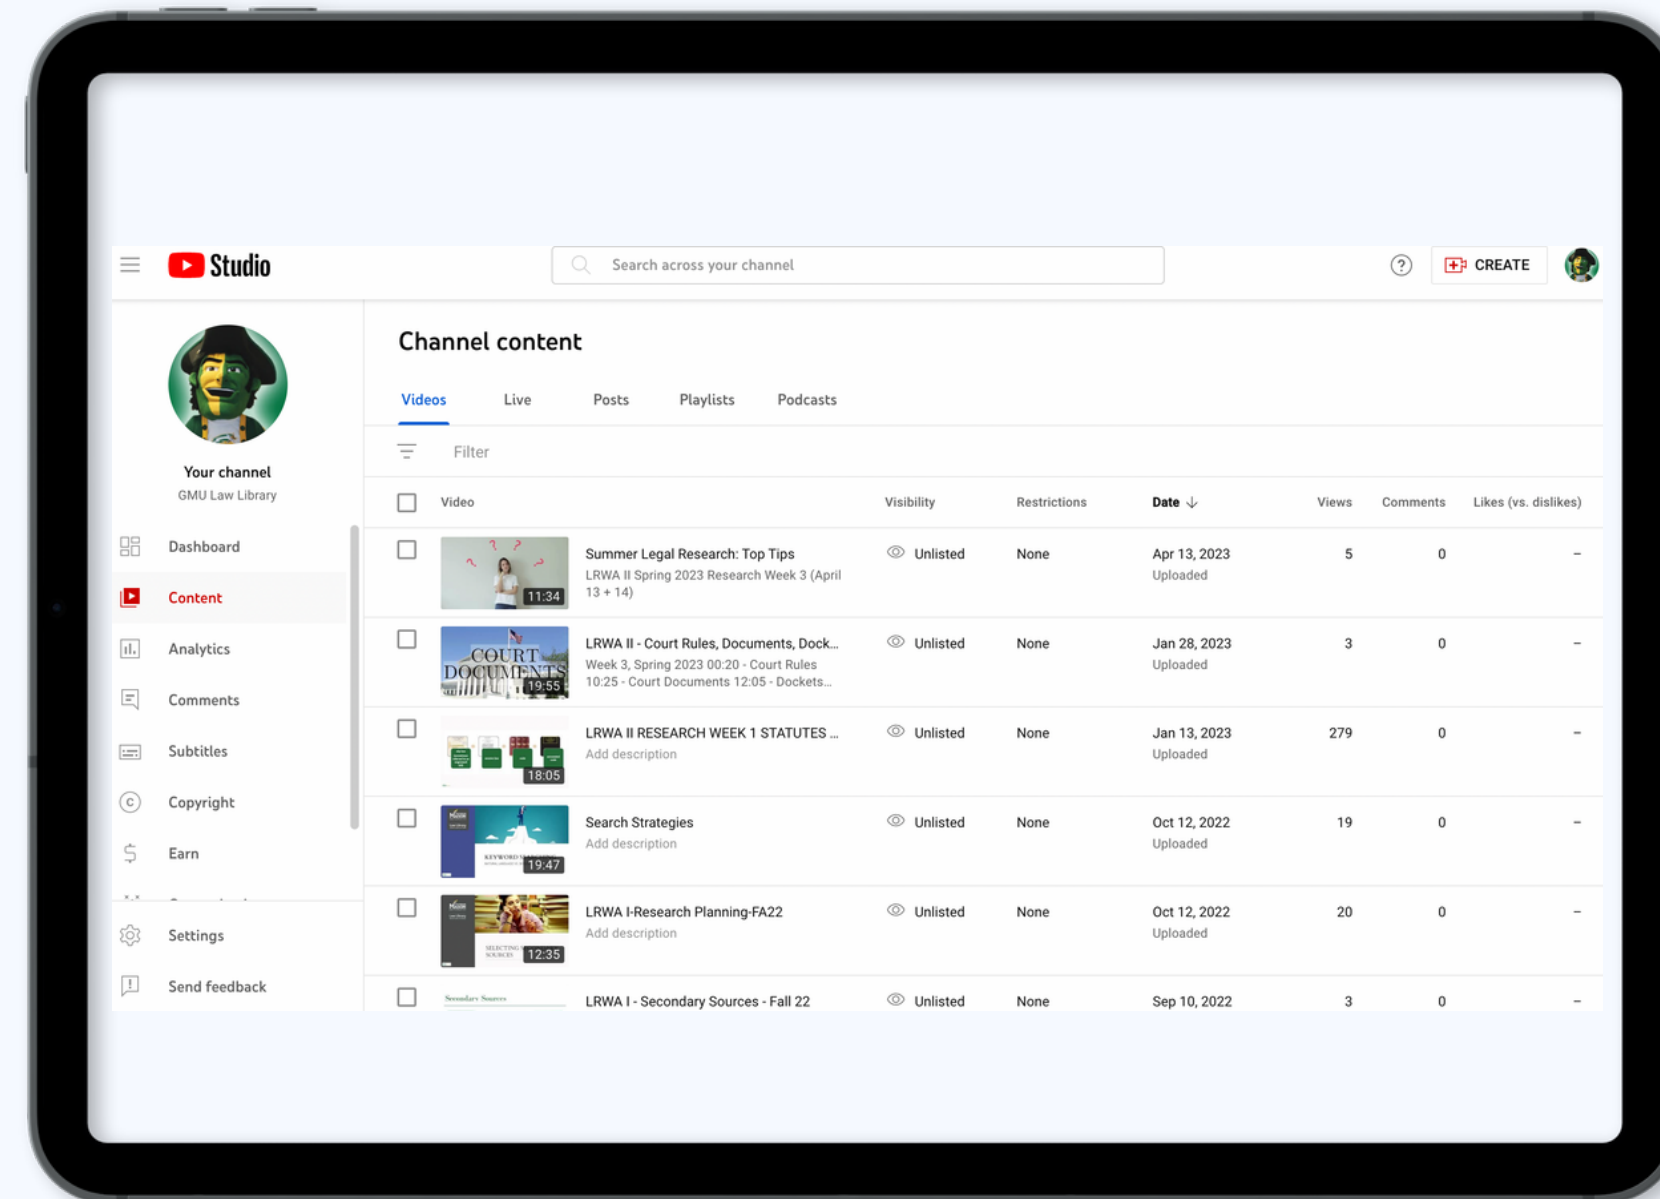 Studio
Search across your channel
? CREATE
Your channel
GMU Law Library
Dashboard
Content
Analytics
Comments
Subtitles
Copyright
Earn
Settings
Send feedback
Channel content
Videos Live Posts Playlists Podcasts
Filter
Video Visibility Restrictions Date ↓ Views Comments Likes (vs. dislikes)
11:34
Summer Legal Research: Top Tips Unlisted None Apr 13, 2023 5 0 –
LRWA II Spring 2023 Research Week 3 (April Uploaded
13 + 14)
COURT
DOCUMENTS
19:55
LRWA II - Court Rules, Documents, Dock... Unlisted None Jan 28, 2023 3 0 –
Week 3, Spring 2023 00:20 - Court Rules Uploaded
10:25 - Court Documents 12:05 - Dockets...
18:05
LRWA II RESEARCH WEEK 1 STATUTES ... Unlisted None Jan 13, 2023 279 0 –
Add description Uploaded
KEYWORD
19:47
Search Strategies Unlisted None Oct 12, 2022 19 0 –
Add description Uploaded
SELECTING
SOURCES
12:35
LRWA I-Research Planning-FA22 Unlisted None Oct 12, 2022 20 0 –
Add description Uploaded
Secondary Sources
LRWA I - Secondary Sources - Fall 22 Unlisted None Sep 10, 2022 3 0 –